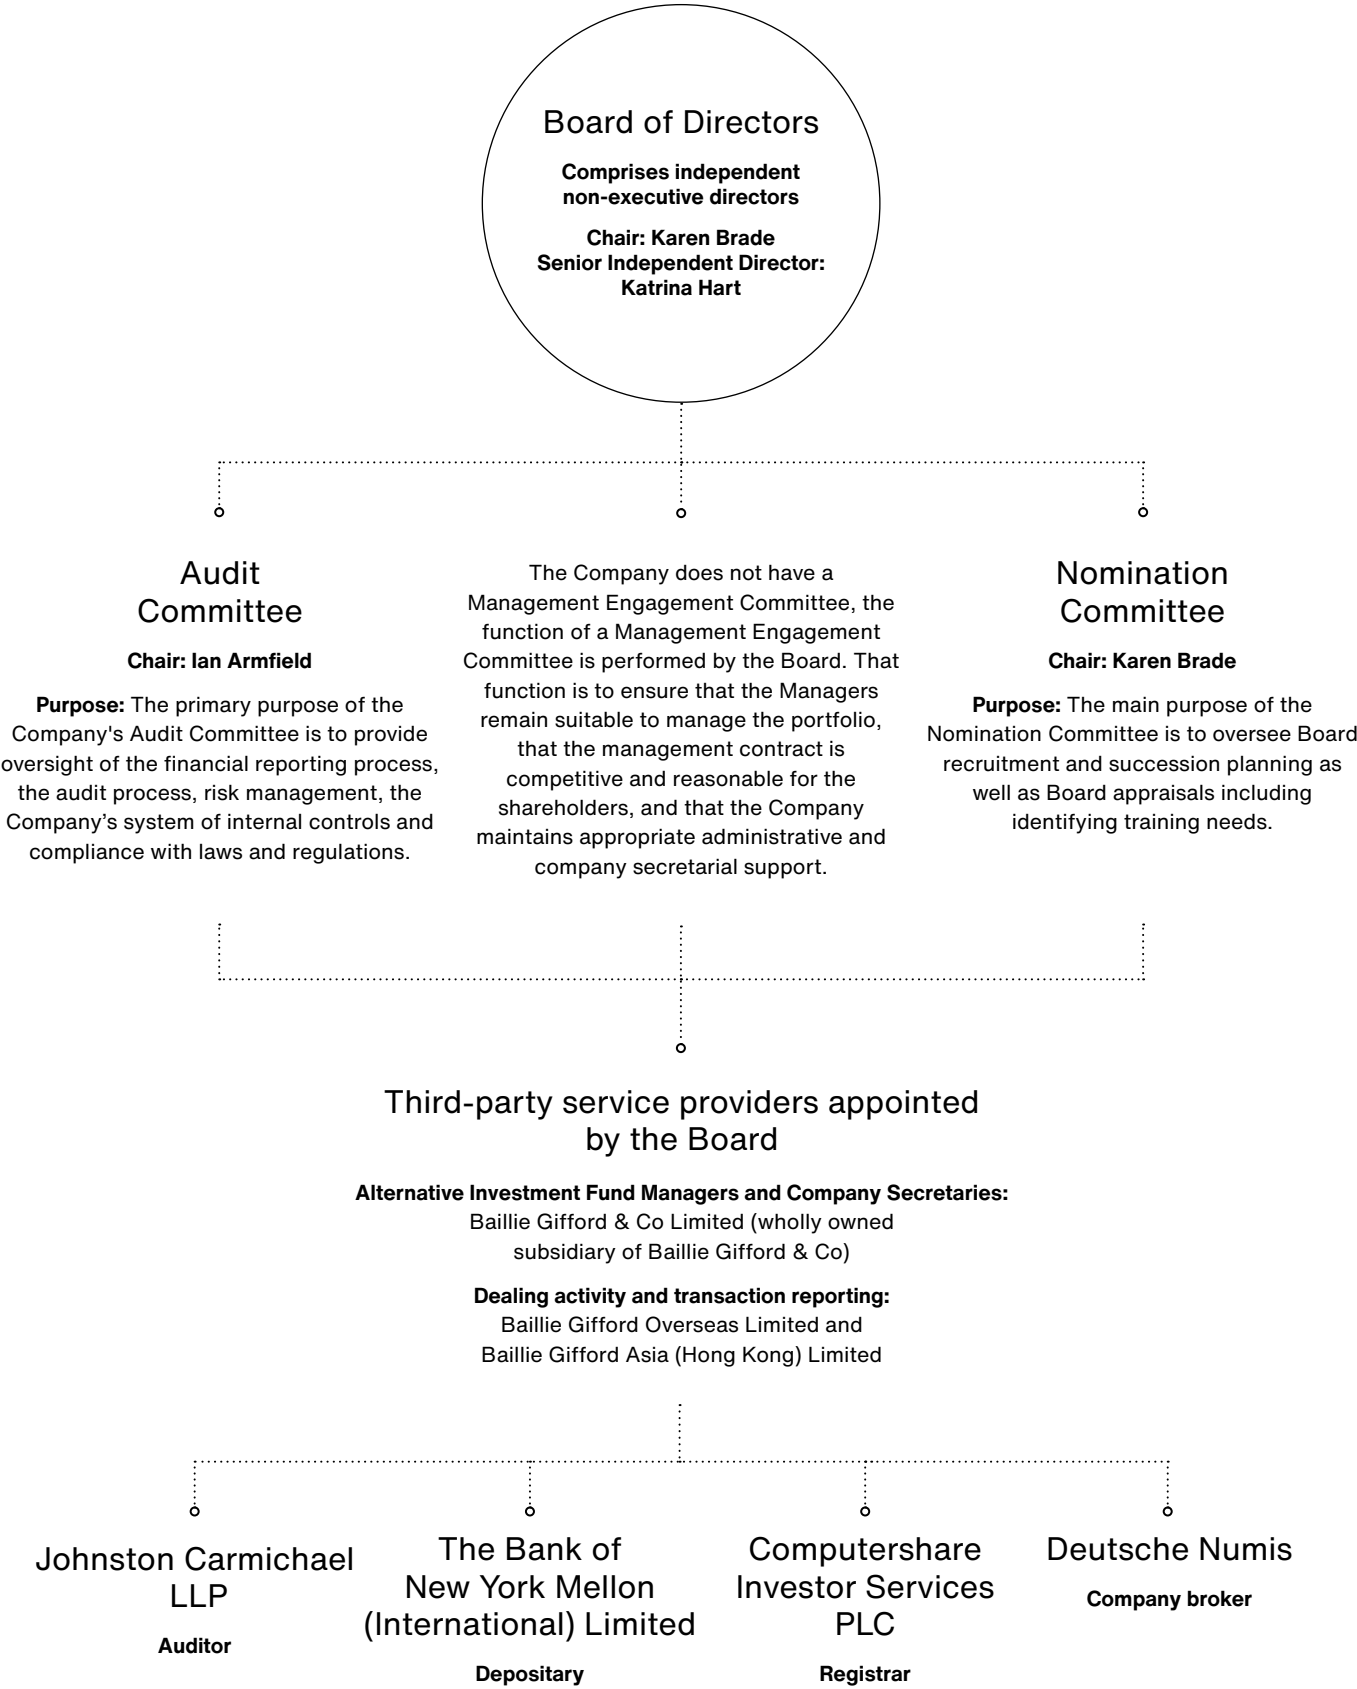 Board of Directors
Comprises independent
non-executive directors
Chair: Karen Brade
Senior Independent Director:
Katrina Hart
Audit
Committee
Chair: Ian Armfield
Purpose: The primary purpose of the
Company's Audit Committee is to provide
oversight of the financial reporting process,
the audit process, risk management, the
Company’s system of internal controls and
compliance with laws and regulations.
The Company does not have a
Management Engagement Committee, the
function of a Management Engagement
Committee is performed by the Board. That
function is to ensure that the Managers
remain suitable to manage the portfolio,
that the management contract is
competitive and reasonable for the
shareholders, and that the Company
maintains appropriate administrative and
company secretarial support.
Nomination
Committee
Chair: Karen Brade
Purpose: The main purpose of the
Nomination Committee is to oversee Board
recruitment and succession planning as
well as Board appraisals including
identifying training needs.
Third-party service providers appointed
by the Board
Alternative Investment Fund Managers and Company Secretaries:
Baillie Gifford & Co Limited (wholly owned
subsidiary of Baillie Gifford & Co)
Dealing activity and transaction reporting:
Baillie Gifford Overseas Limited and
Baillie Gifford Asia (Hong Kong) Limited
Johnston Carmichael
LLP
Auditor
The Bank of
New York Mellon
(International) Limited
Depositary
Computershare
Investor Services
PLC
Registrar
Deutsche Numis
Company broker